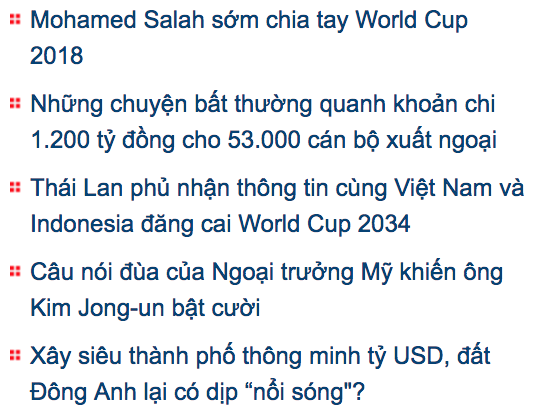 Mohamed Salah sớm chia tay World Cup
2018
Những chuyện bất thường quanh khoản chi
1.200 tỷ đồng cho 53.000 cán bộ xuất ngoại
Thái Lan phủ nhận thông tin cùng Việt Nam và
Indonesia đăng cai World Cup 2034
Câu nói đùa của Ngoại trưởng Mỹ khiến ông
Kim Jong-un bật cười
Xây siêu thành phố thông minh tỷ USD, đất
Đông Anh lại có dịp “nổi sóng"?